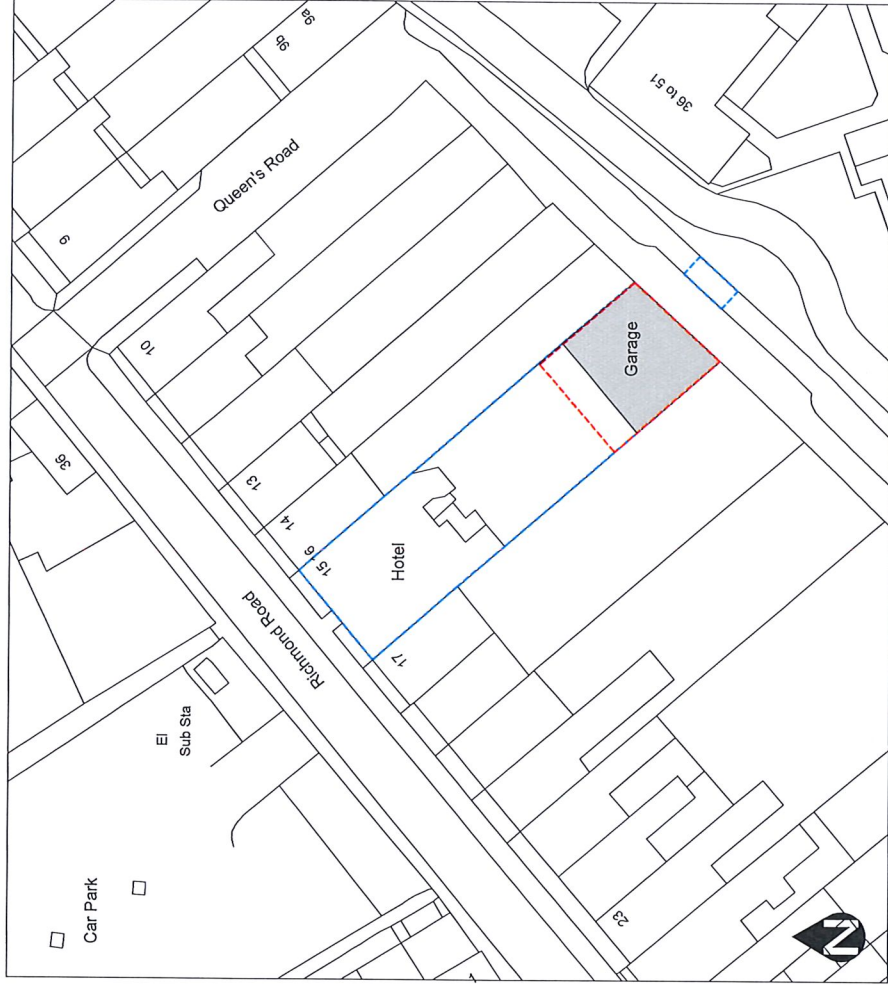 9a
9b
9
Queen's Road
36 to 51
10
36
13
14
15 '6
Richmond Road
Hotel
Garage
17
El
Sub Sta
Car Park
23
N